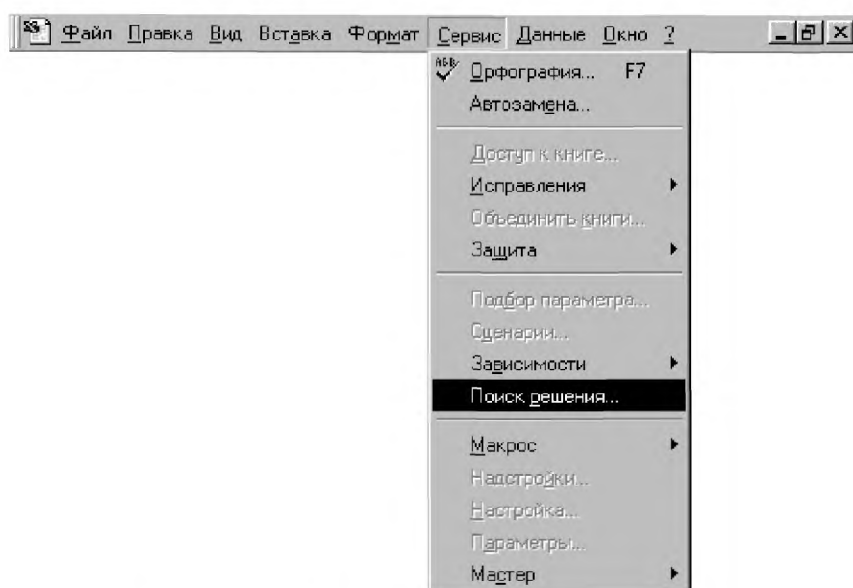 Файл Правка Вид Вставка Формат Сервис Данные Окно ?
Орфография... F7
Автозамена...
Доступ к книге...
Исправления
Объединить книги...
Защита
Подбор параметра...
Сценарии...
Зависимости
Поиск решения...
Макрос
Надстройки...
Настройка...
Параметры...
Мастер